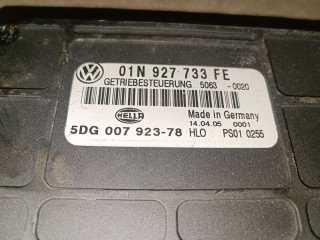 01N 927 733 FE
GETRIEBESTEUERUNG 5063 -0020
HELLA
Made in Germany
14.04.05 0001
5DG 007 923-78 HLO PS01 0255